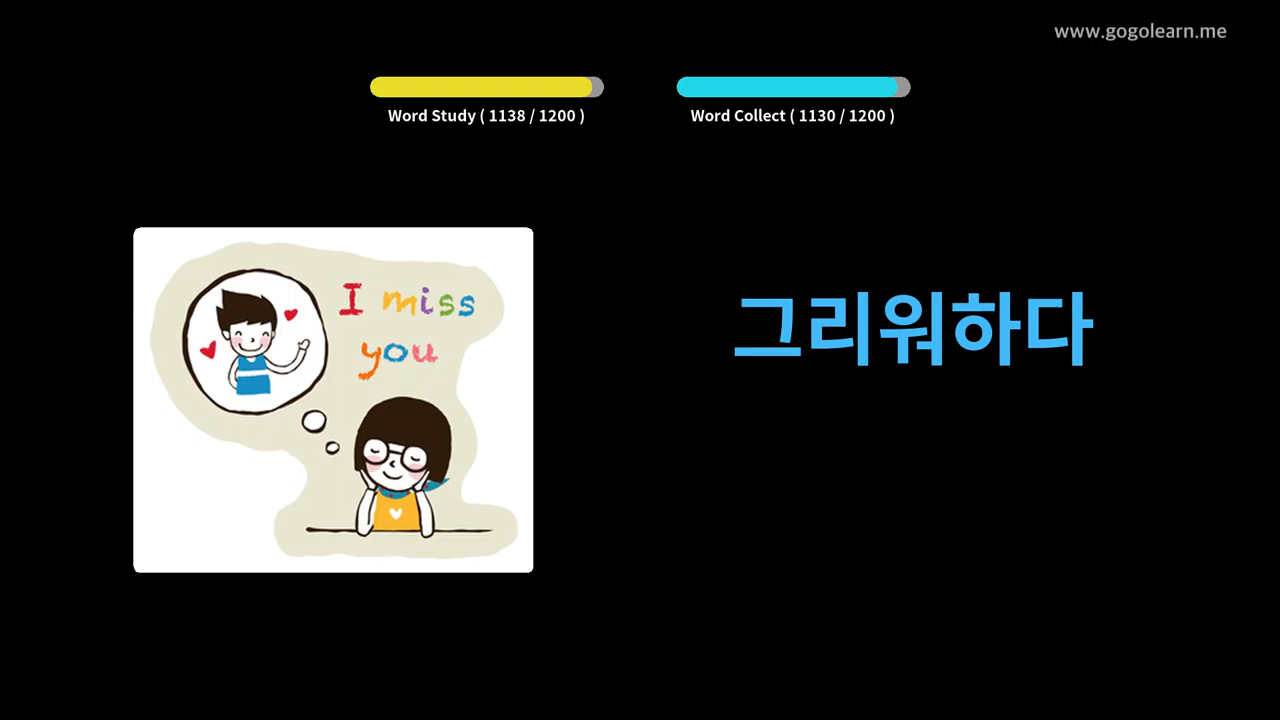 www.gogolearn.me
Word Study ( 1138 / 1200 )
Word Collect ( 1130 / 1200 )
I miss
you
그리워하다